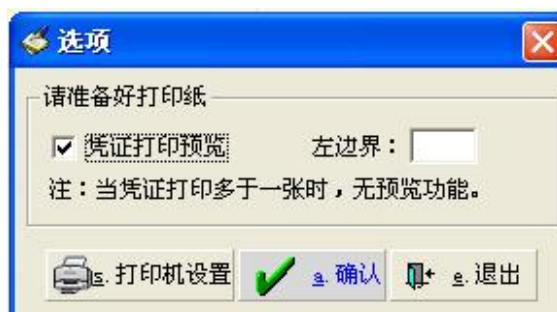 选项
请准备好打印纸
凭证打印预览 左边界：
注：当凭证打印多于一张时，无预览功能。
s. 打印机设置 a. 确认 e. 退出